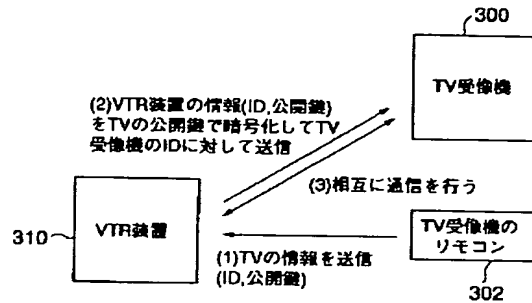 300
TV受像機
(2)VTR装置の情報(ID,公開鍵)
をTVの公開鍵で暗号化してTV
受像機のIDに対して送信
(3)相互に通信を行う
310
VTR装置
TV受像機の
リモコン
(1)TVの情報を送信
(ID,公開鍵)
302